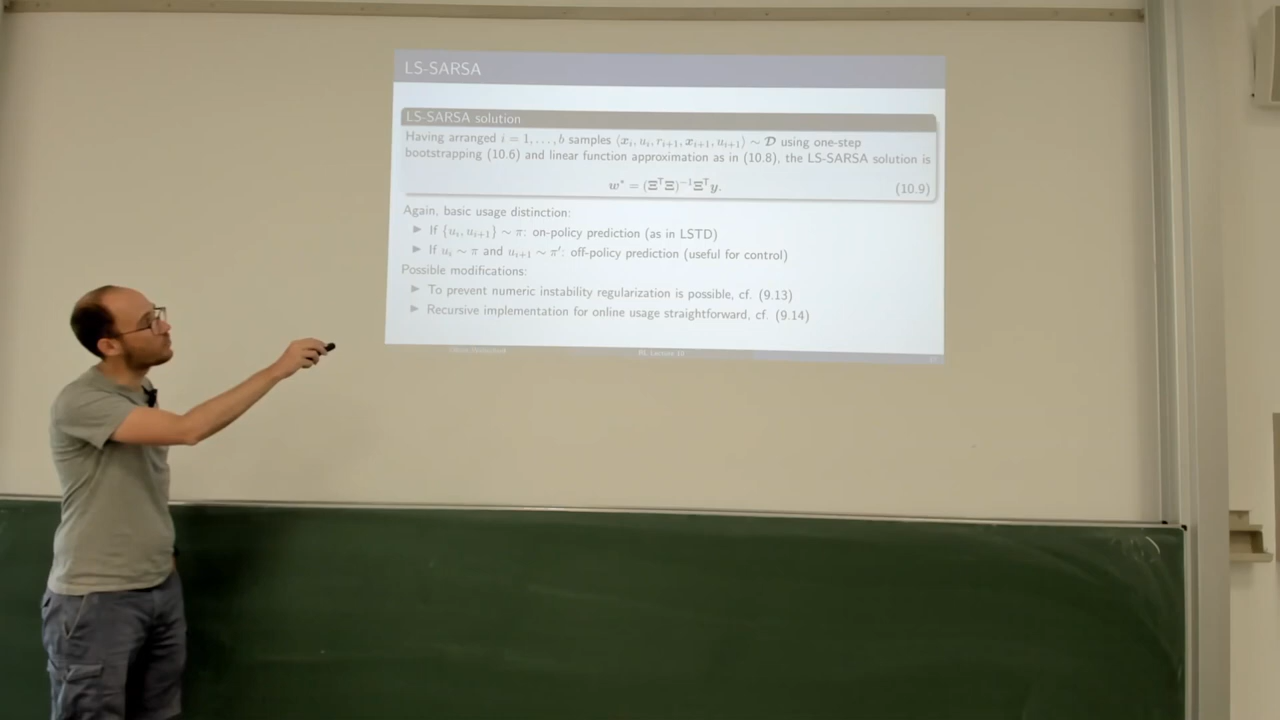 LS-SARSA
LS-SARSA solution
Having arranged i = 1, . . . , b samples ⟨x_i, u_i, r_{i+1}, x_{i+1}, u_{i+1}⟩ ∼ 𝒟 using one-step
bootstrapping (10.6) and linear function approximation as in (10.8), the LS-SARSA solution is
w* = (Ξ^T Ξ)^{-1} Ξ^T y. (10.9)
Again, basic usage distinction:
▶ If {u_i, u_{i+1}} ∼ π: on-policy prediction (as in LSTD)
▶ If u_i ∼ π and u_{i+1} ∼ π′: off-policy prediction (useful for control)
Possible modifications:
▶ To prevent numeric instability regularization is possible, cf. (9.13)
▶ Recursive implementation for online usage straightforward, cf. (9.14)